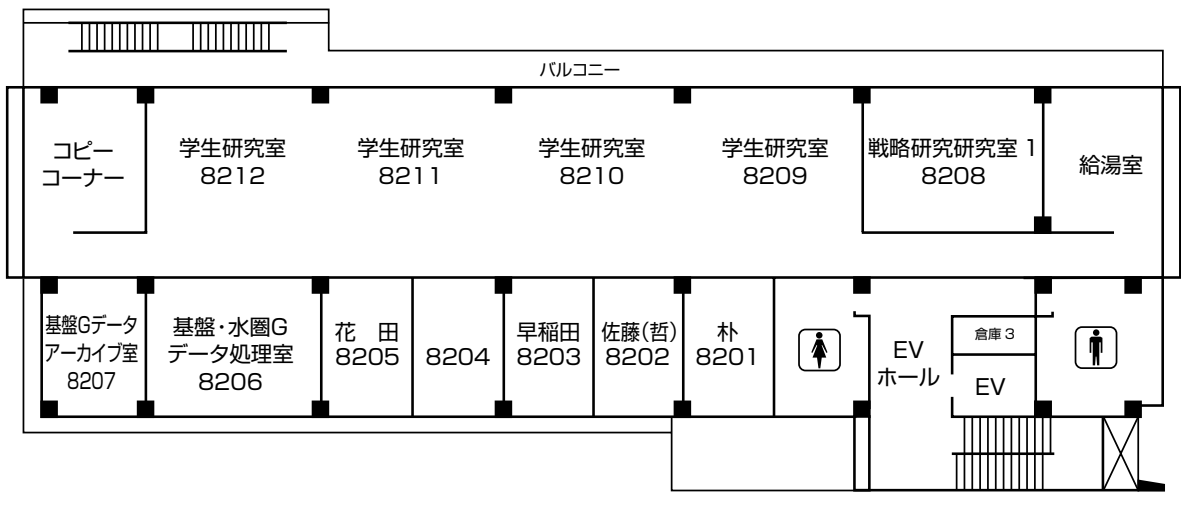 バルコニー
コピー
コーナー
学生研究室
8212
学生研究室
8211
学生研究室
8210
学生研究室
8209
戦略研究研究室 1
8208
給湯室
基盤Gデータ
アーカイブ室
8207
基盤・水圏G
データ処理室
8206
花 田
8205
8204
早稲田
8203
佐藤(哲)
8202
朴
8201
EV
ホール
倉庫 3
EV